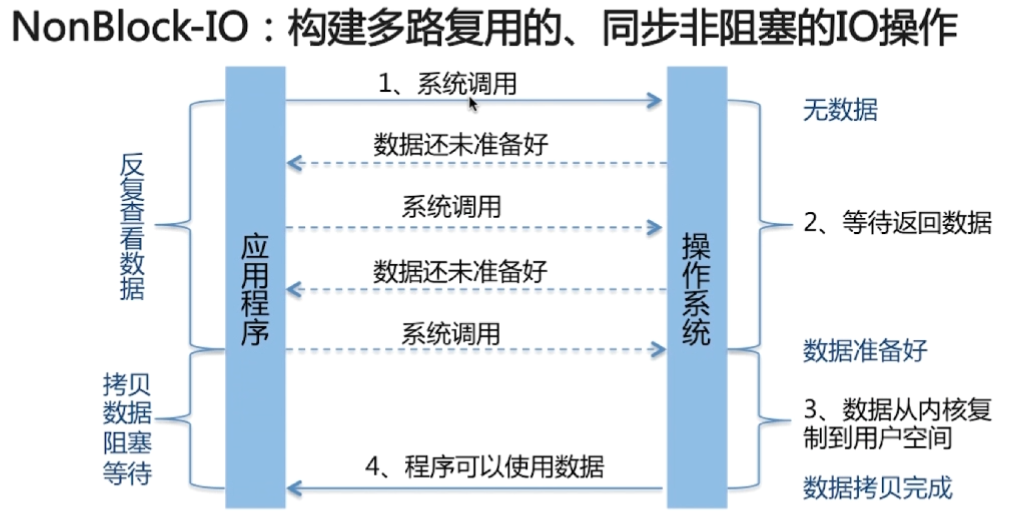 NonBlock-IO：构建多路复用的、同步非阻塞的IO操作
1、系统调用
无数据
数据还未准备好
反复查看数据
系统调用
2、等待返回数据
应用程序
操作系统
数据还未准备好
系统调用
数据准备好
拷贝
数据
阻塞
等待
3、数据从内核复
制到用户空间
4、程序可以使用数据
数据拷贝完成